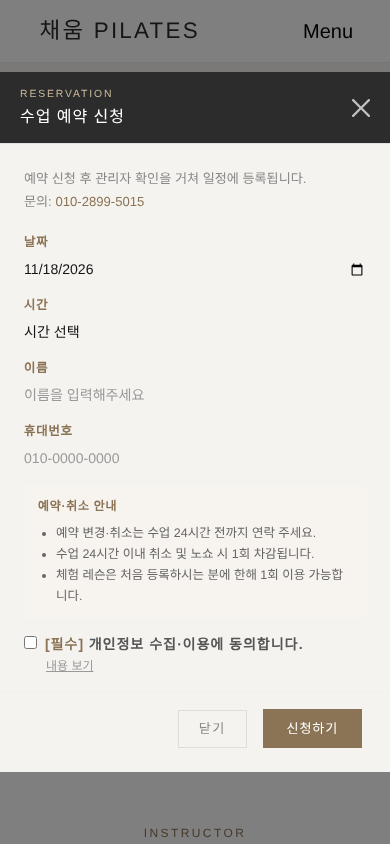 채움 PILATES
Menu
RESERVATION
수업 예약 신청
예약 신청 후 관리자 확인을 거쳐 일정에 등록됩니다.
문의: 010-2899-5015
날짜
11/18/2026
시간
시간 선택
이름
이름을 입력해주세요
휴대번호
010-0000-0000
예약·취소 안내
예약 변경·취소는 수업 24시간 전까지 연락 주세요.
수업 24시간 이내 취소 및 노쇼 시 1회 차감됩니다.
체험 레슨은 처음 등록하시는 분에 한해 1회 이용 가능합
니다.
[필수] 개인정보 수집·이용에 동의합니다.
내용 보기
닫기
신청하기
INSTRUCTOR